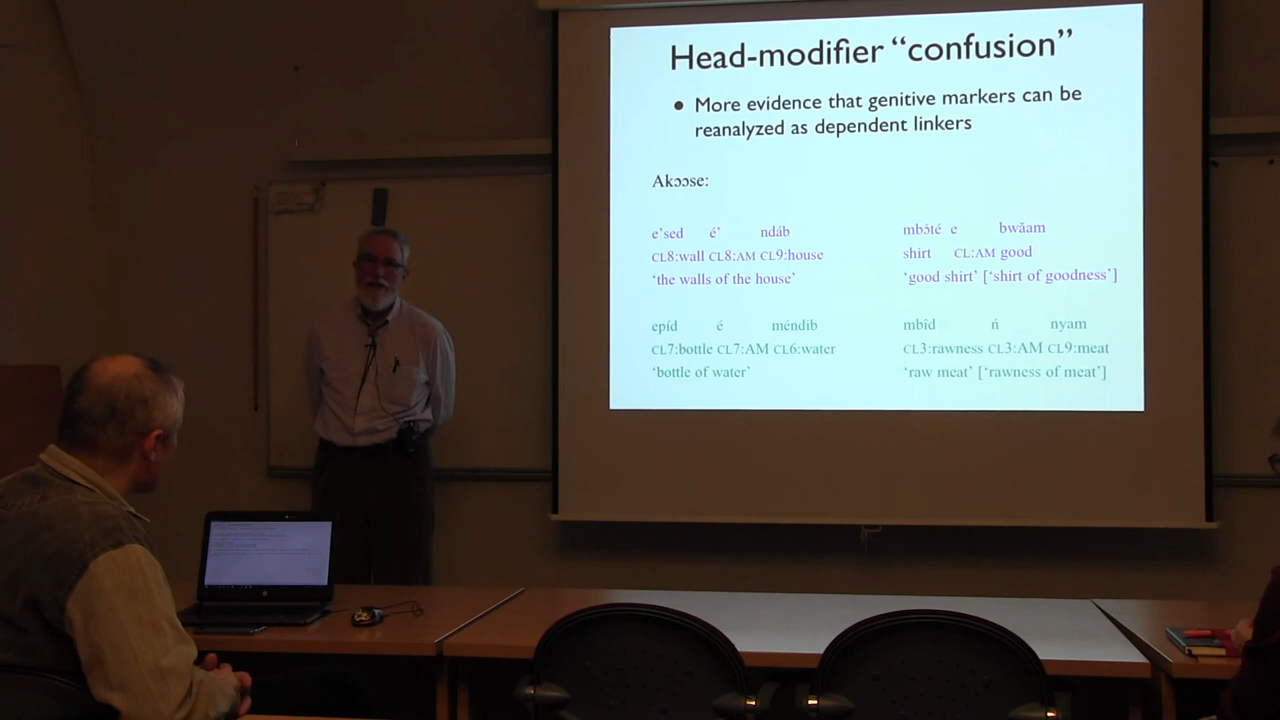 Head-modifier “confusion”
● More evidence that genitive markers can be
reanalyzed as dependent linkers
Akɔɔse:
e’sed é’ ndáb
CL8:wall CL8:AM CL9:house
‘the walls of the house’
mbɔ́té e bwǎam
shirt CL:AM good
‘good shirt’ [‘shirt of goodness’]
epíd é méndib
CL7:bottle CL7:AM CL6:water
‘bottle of water’
mbîd ń nyam
CL3:rawness CL3:AM CL9:meat
‘raw meat’ [‘rawness of meat’]